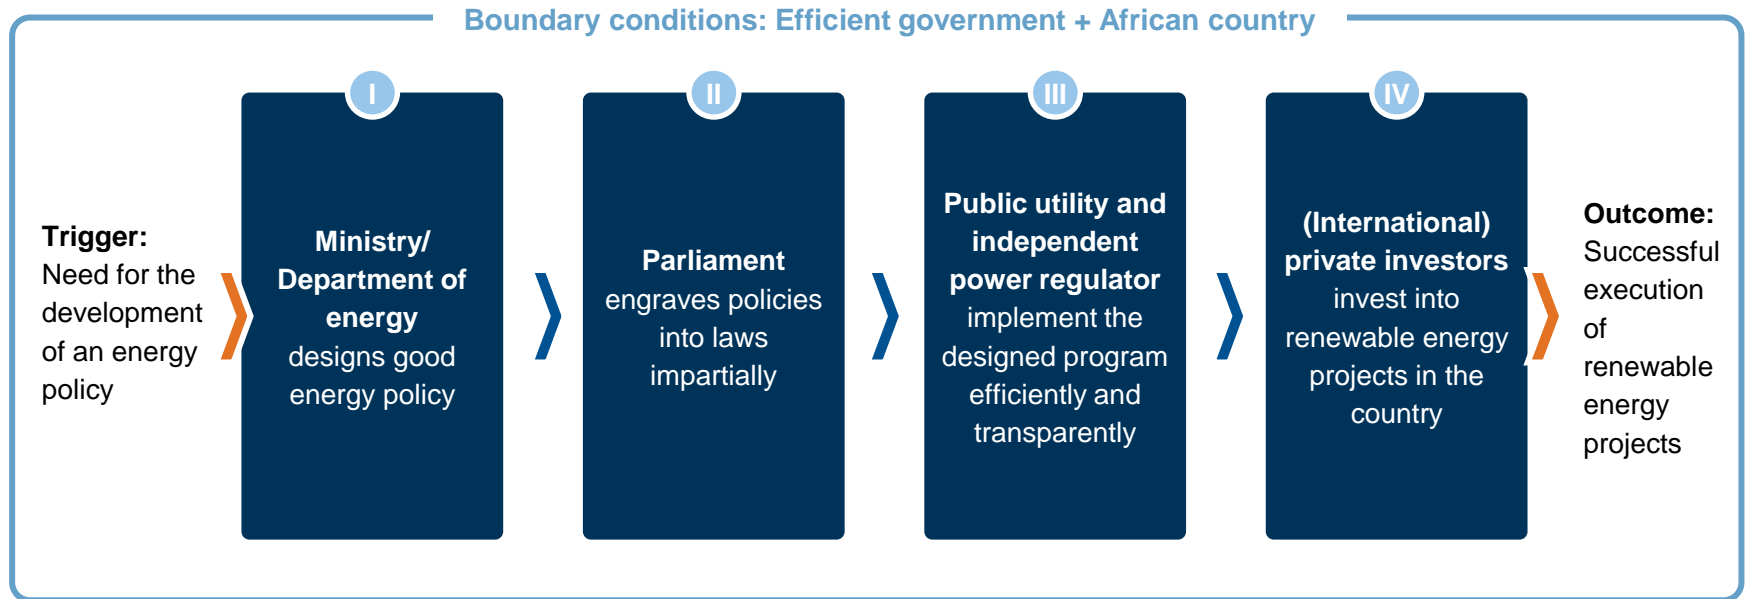 Boundary conditions: Efficient government + African country
Trigger:
Need for the
development
of an energy
policy
I
Ministry/
Department of
energy
designs good
energy policy
II
Parliament
engraves policies
into laws
impartially
III
Public utility and
independent
power regulator
implement the
designed program
efficiently and
transparently
IV
(International)
private investors
invest into
renewable energy
projects in the
country
Outcome:
Successful
execution
of
renewable
energy
projects